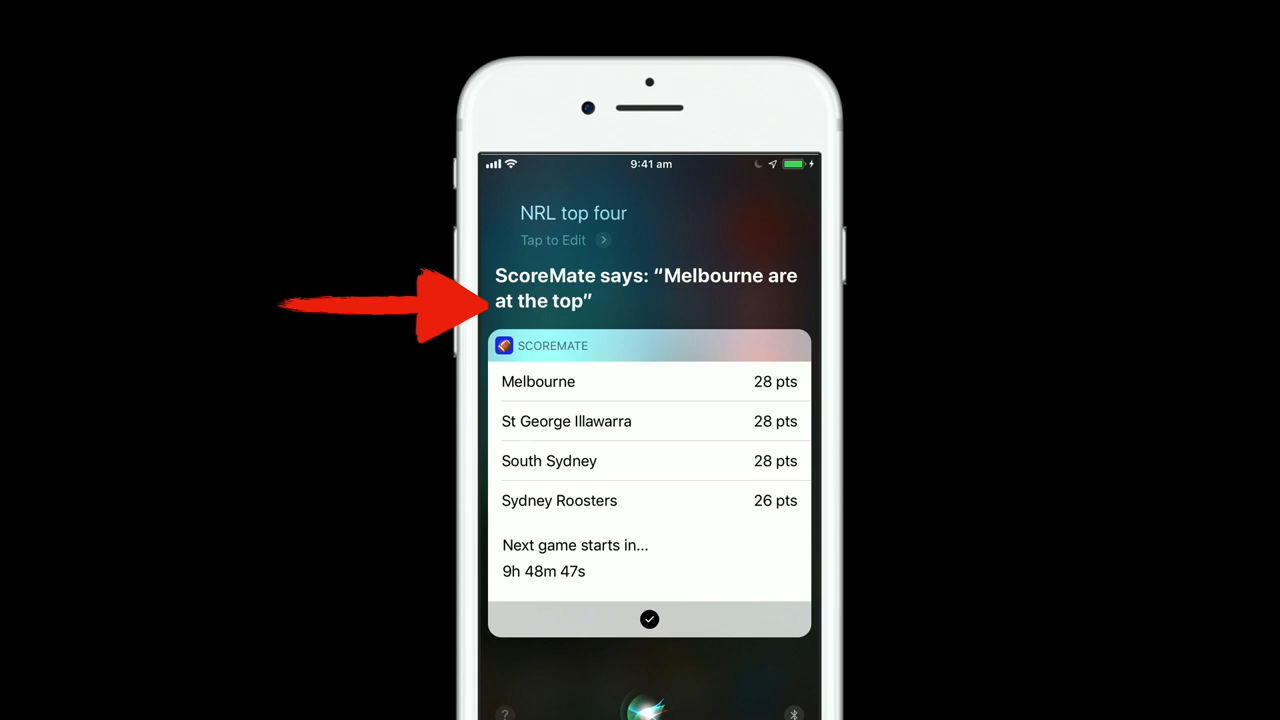 9:41 am
NRL top four
Tap to Edit
ScoreMate says: “Melbourne are
at the top”
SCOREMATE
Melbourne 28 pts
St George Illawarra 28 pts
South Sydney 28 pts
Sydney Roosters 26 pts
Next game starts in...
9h 48m 47s
?